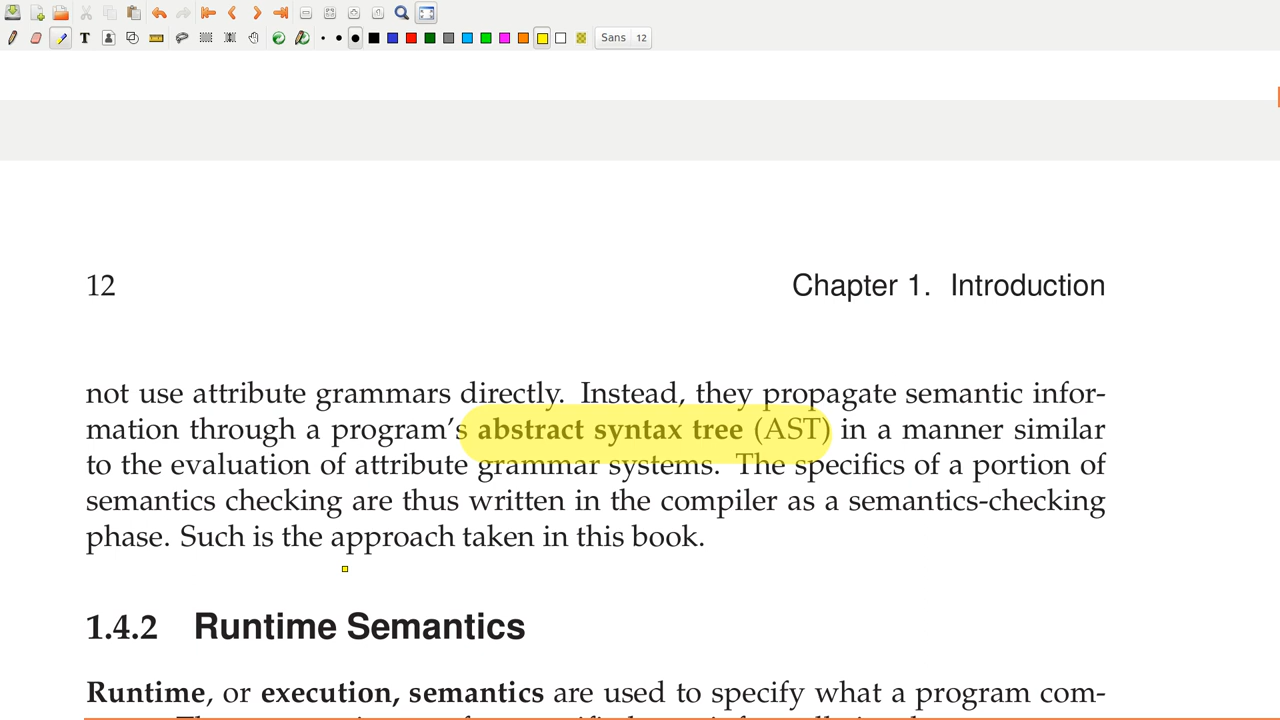 T
Sans 12
12 Chapter 1. Introduction
not use attribute grammars directly. Instead, they propagate semantic infor-
mation through a program's abstract syntax tree (AST) in a manner similar
to the evaluation of attribute grammar systems. The specifics of a portion of
semantics checking are thus written in the compiler as a semantics-checking
phase. Such is the approach taken in this book.
1.4.2 Runtime Semantics
Runtime, or execution, semantics are used to specify what a program com-